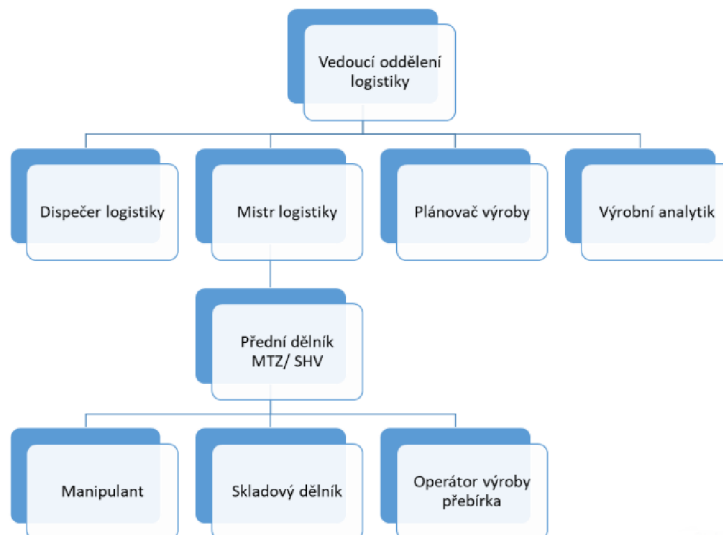 Vedoucí oddělení
logistiky
Dispečer logistiky
Mistr logistiky
Plánovač výroby
Výrobní analytik
Přední dělník
MTZ/ SHV
Manipulant
Skladový dělník
Operátor výroby
přebírka